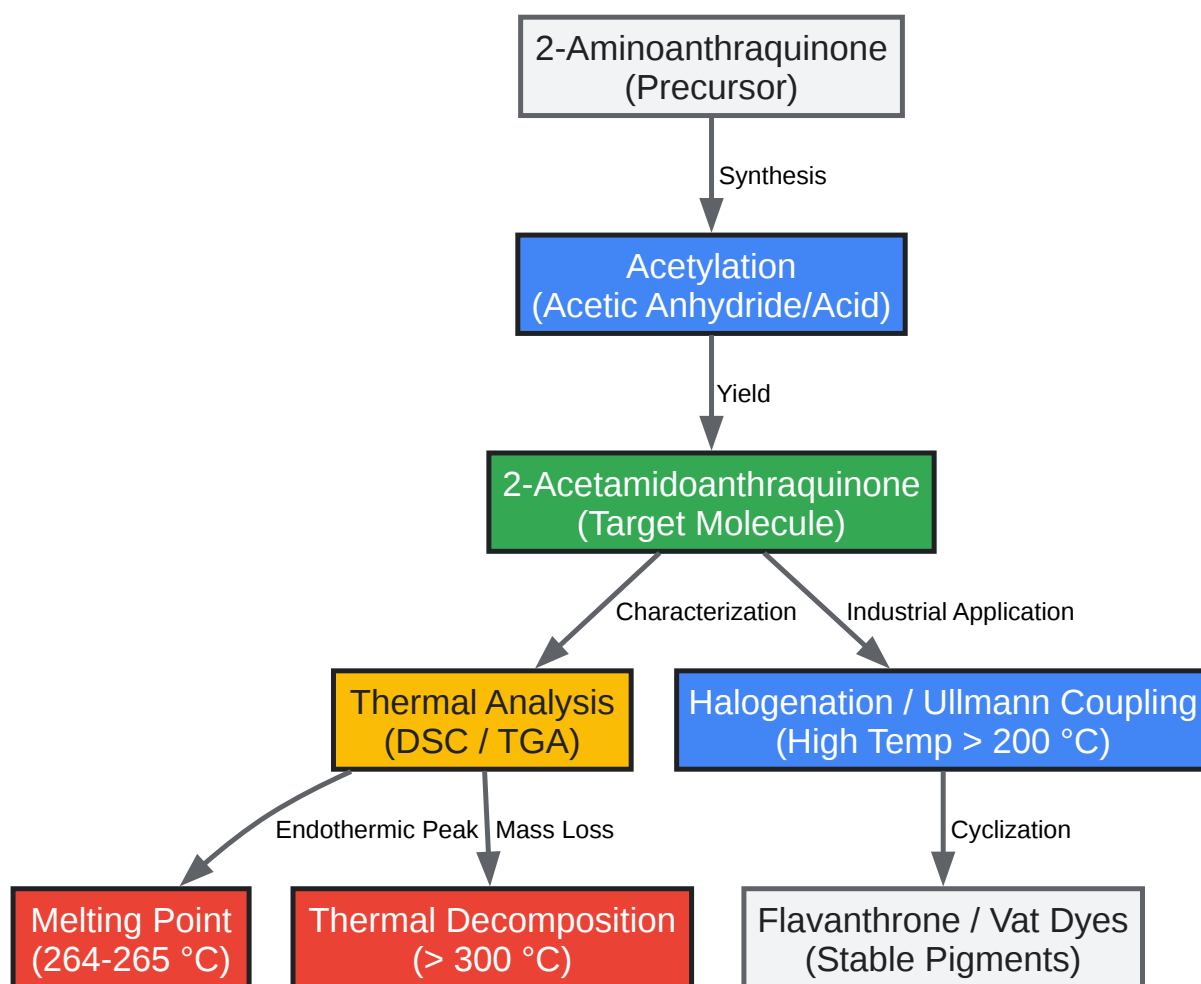 2-Aminoanthraquinone
(Precursor)
Synthesis
Acetylation
(Acetic Anhydride/Acid)
Yield
2-Acetamidoanthraquinone
(Target Molecule)
Characterization
Industrial Application
Thermal Analysis
(DSC / TGA)
Halogenation / Ullmann Coupling
(High Temp > 200 °C)
Endothermic Peak
Mass Loss
Cyclization
Melting Point
(264-265 °C)
Thermal Decomposition
(> 300 °C)
Flavanthrone / Vat Dyes
(Stable Pigments)